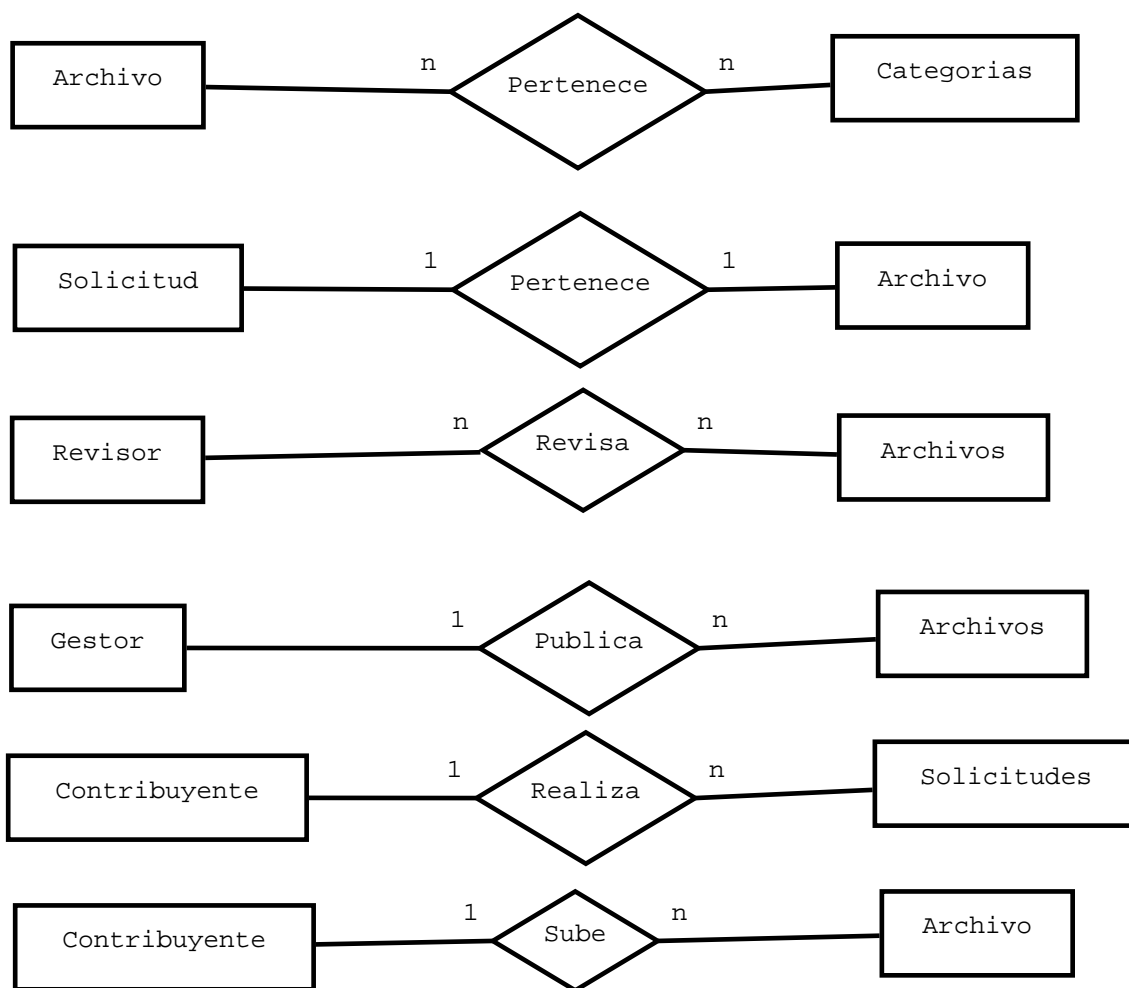 Archivo n Pertenece n Categorias
Solicitud 1 Pertenece 1 Archivo
Revisor n Revisa n Archivos
Gestor 1 Publica n Archivos
Contribuyente 1 Realiza n Solicitudes
Contribuyente 1 Sube n Archivo